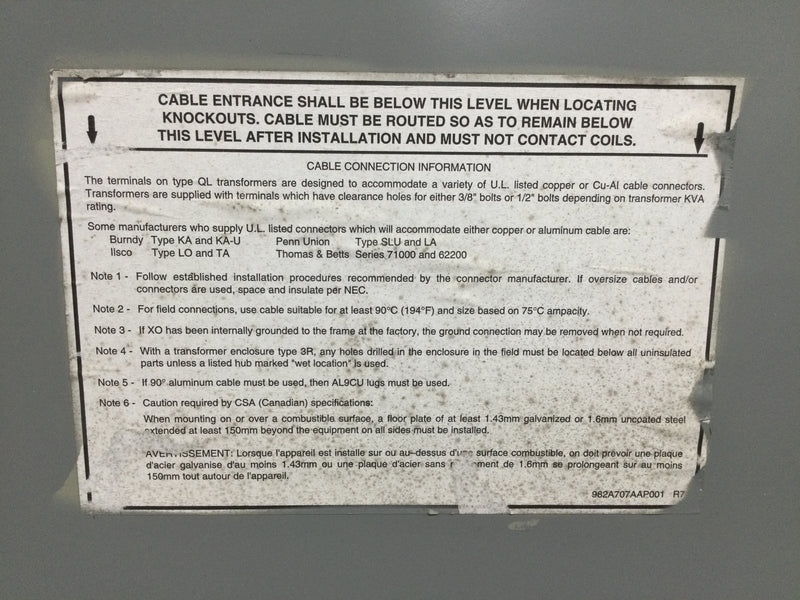 CABLE ENTRANCE SHALL BE BELOW THIS LEVEL WHEN LOCATING
KNOCKOUTS. CABLE MUST BE ROUTED SO AS TO REMAIN BELOW
THIS LEVEL AFTER INSTALLATION AND MUST NOT CONTACT COILS.
CABLE CONNECTION INFORMATION
The terminals on type QL transformers are designed to accommodate a variety of U.L. listed copper or Cu-Al cable connectors.
Transformers are supplied with terminals which have clearance holes for either 3/8" bolts or 1/2" bolts depending on transformer KVA
rating.
Some manufacturers who supply U.L. listed connectors which will accommodate either copper or aluminum cable are:
Burndy Type KA and KA-U Penn Union Type SLU and LA
Ilsco Type LO and TA Thomas & Betts Series 71000 and 62200
Note 1 - Follow established installation procedures recommended by the connector manufacturer. If oversize cables and/or
connectors are used, space and insulate per NEC.
Note 2 - For field connections, use cable suitable for at least 90°C (194°F) and size based on 75°C ampacity.
Note 3 - If XO has been internally grounded to the frame at the factory, the ground connection may be removed when not required.
Note 4 - With a transformer enclosure type 3R, any holes drilled in the enclosure in the field must be located below all uninsulated
parts unless a listed hub marked "wet location" is used.
Note 5 - If 90° aluminum cable must be used, then AL9CU lugs must be used.
Note 6 - Caution required by CSA (Canadian) specifications:
When mounting on or over a combustible surface, a floor plate of at least 1.43mm galvanized or 1.6mm uncoated steel
extended at least 150mm beyond the equipment on all sides must be installed.
AVERTISSEMENT: Lorsque l'appareil est installe sur ou au-dessus d'une surface combustible, on doit prevoir une plaque
d'acier galvanise d'au moins 1.43mm ou une plaque d'acier sans de 1.6mm se prolongeant sur au moins
150mm tout autour de l'appareil.
982A707AAP001 R7